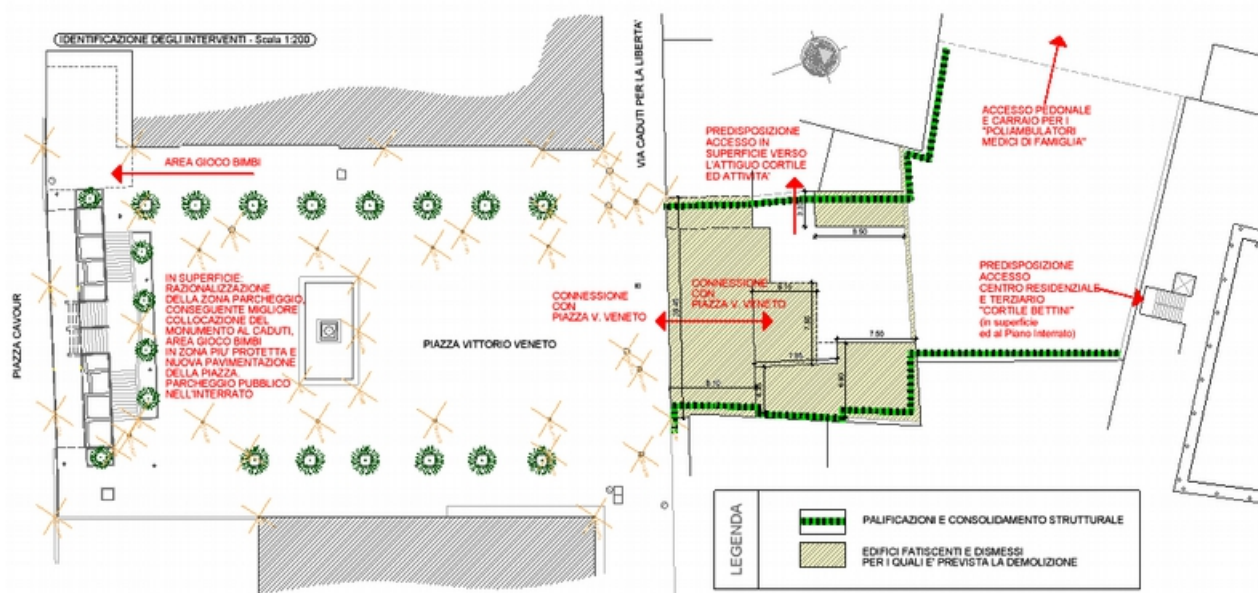 IDENTIFICAZIONE DEGLI INTERVENTI - Scala 1:200
AREA GIOCO BIMBI
PIAZZA CAVOUR
IN SUPERFICIE:
RAZIONALIZZAZIONE
DELLA ZONA PARCHEGGIO,
CONSEGUENTE MIGLIORE
COLLOCAZIONE DEL
MONUMENTO AI CADUTI,
AREA GIOCO BIMBI
IN ZONA PIU' PROTETTA E
NUOVA PAVIMENTAZIONE
DELLA PIAZZA.
PARCHEGGIO PUBBLICO
NELL'INTERRATO
PIAZZA VITTORIO VENETO
VIA CADUTI PER LA LIBERTA'
CONNESSIONE
CON
PIAZZA V. VENETO
CONNESSIONE
CON
PIAZZA V. VENETO
PREDISPOSIZIONE
ACCESSO IN
SUPERFICIE VERSO
L'ATTIGUO CORTILE
ED ATTIVITA'
ACCESSO PEDONALE
E CARRAIO PER I
"POLIAMBULATORI
MEDICI DI FAMIGLIA"
PREDISPOSIZIONE
ACCESSO
CENTRO RESIDENZIALE
E TERZIARIO
"CORTILE BETTINI"
(in superficie
ed al Piano Interrato)
7.50
7.95
LEGENDA
PALIFICAZIONI E CONSOLIDAMENTO STRUTTURALE
EDIFICI FATISCENTI E DISMESSI
PER I QUALI E' PREVISTA LA DEMOLIZIONE